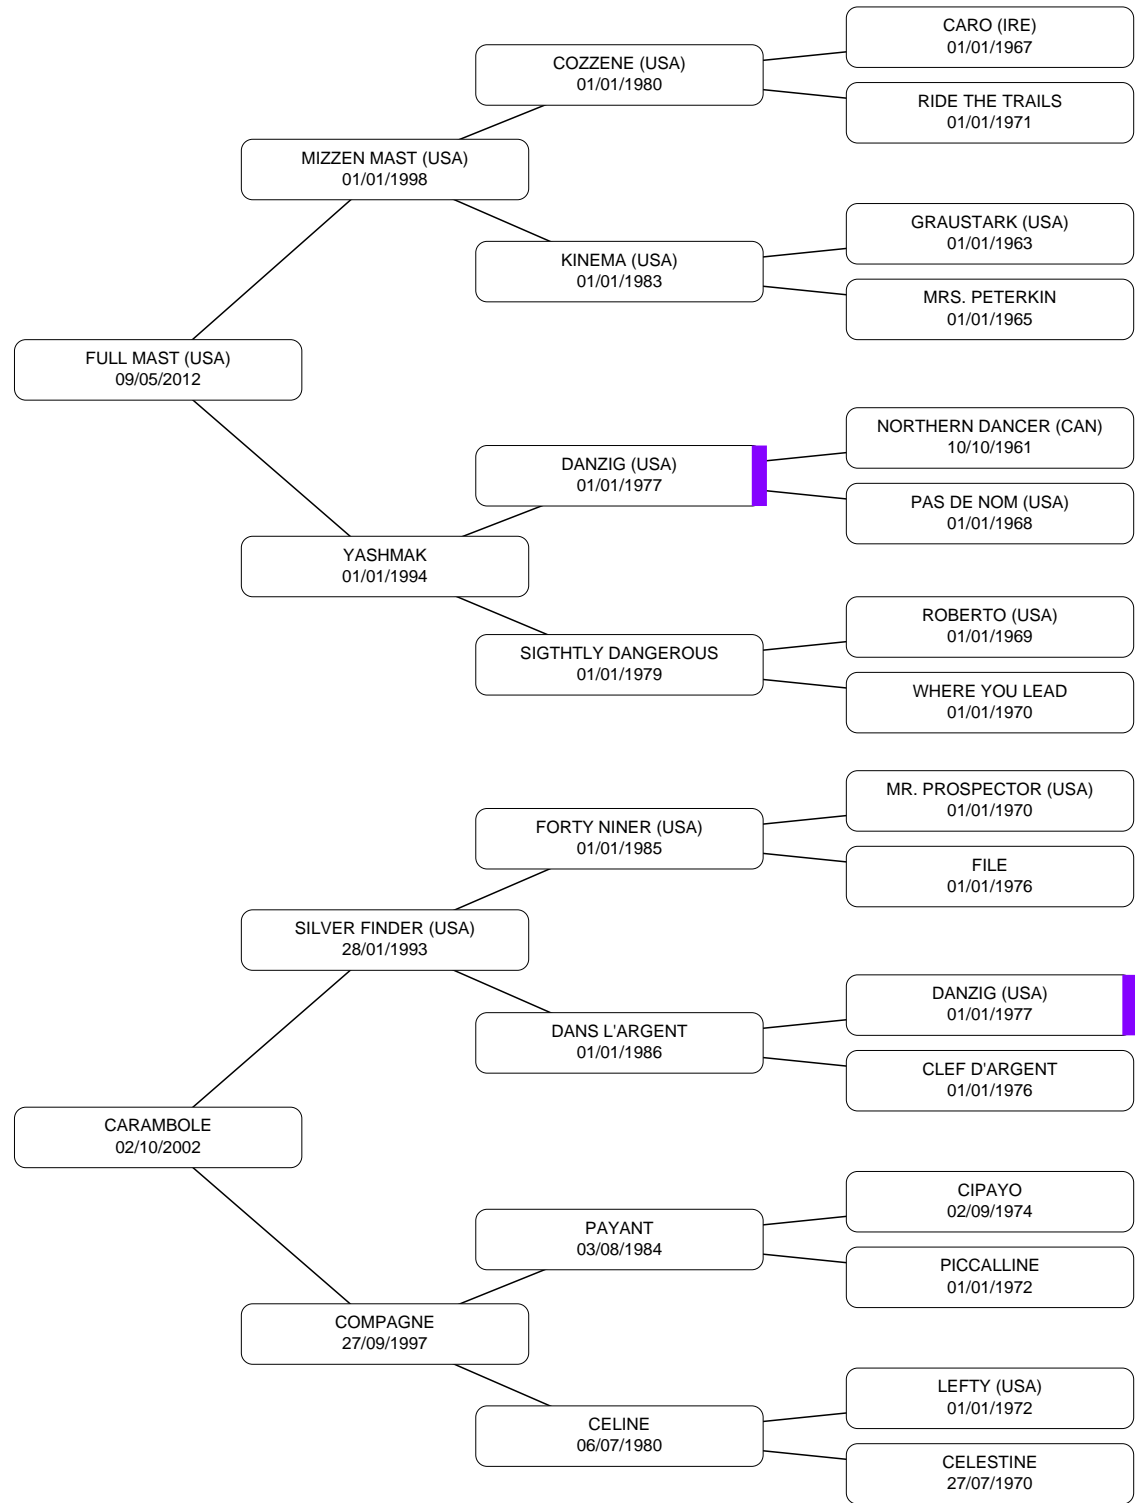 CARO (IRE)
01/01/1967
COZZENE (USA)
01/01/1980
RIDE THE TRAILS
01/01/1971
MIZZEN MAST (USA)
01/01/1998
GRAUSTARK (USA)
01/01/1963
KINEMA (USA)
01/01/1983
MRS. PETERKIN
01/01/1965
FULL MAST (USA)
09/05/2012
NORTHERN DANCER (CAN)
10/10/1961
DANZIG (USA)
01/01/1977
PAS DE NOM (USA)
01/01/1968
YASHMAK
01/01/1994
ROBERTO (USA)
01/01/1969
SIGTHTLY DANGEROUS
01/01/1979
WHERE YOU LEAD
01/01/1970
MR. PROSPECTOR (USA)
01/01/1970
FORTY NINER (USA)
01/01/1985
FILE
01/01/1976
SILVER FINDER (USA)
28/01/1993
DANZIG (USA)
01/01/1977
DANS L'ARGENT
01/01/1986
CLEF D'ARGENT
01/01/1976
CARAMBOLE
02/10/2002
CIPAYO
02/09/1974
PAYANT
03/08/1984
PICCALLINE
01/01/1972
COMPAGNE
27/09/1997
LEFTY (USA)
01/01/1972
CELINE
06/07/1980
CELESTINE
27/07/1970